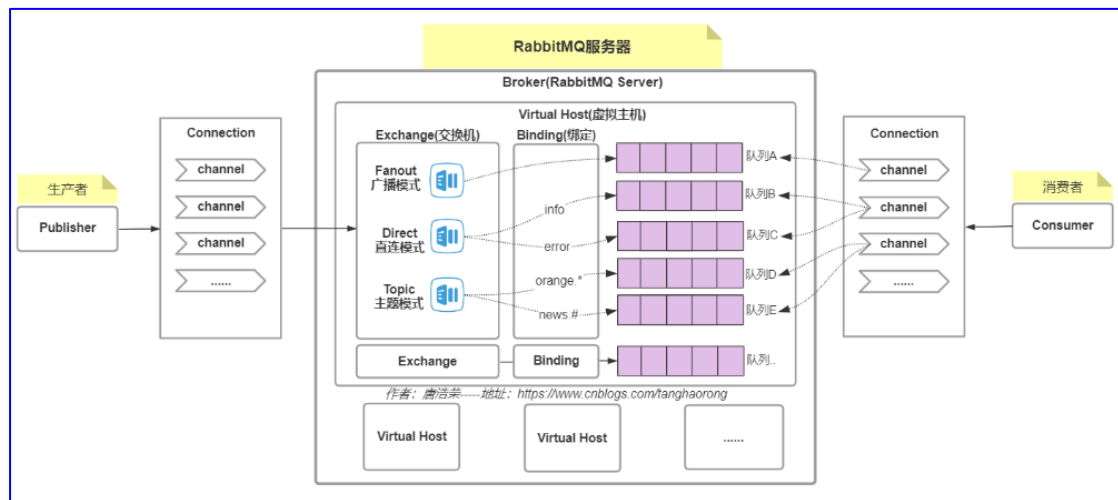 RabbitMQ服务器
Broker(RabbitMQ Server)
Virtual Host(虚拟主机)
生产者
Publisher
Connection
channel
channel
channel
......
Exchange(交换机)
Fanout
广播模式
Direct
直连模式
Topic
主题模式
Binding(绑定)
info
error
orange.*
news.#
队列A
队列B
队列C
队列D
队列E
Exchange
Binding
队列..
作者：唐浩荣-----地址：https://www.cnblogs.com/tanghaorong
Virtual Host
Virtual Host
......
Connection
channel
channel
channel
......
消费者
Consumer